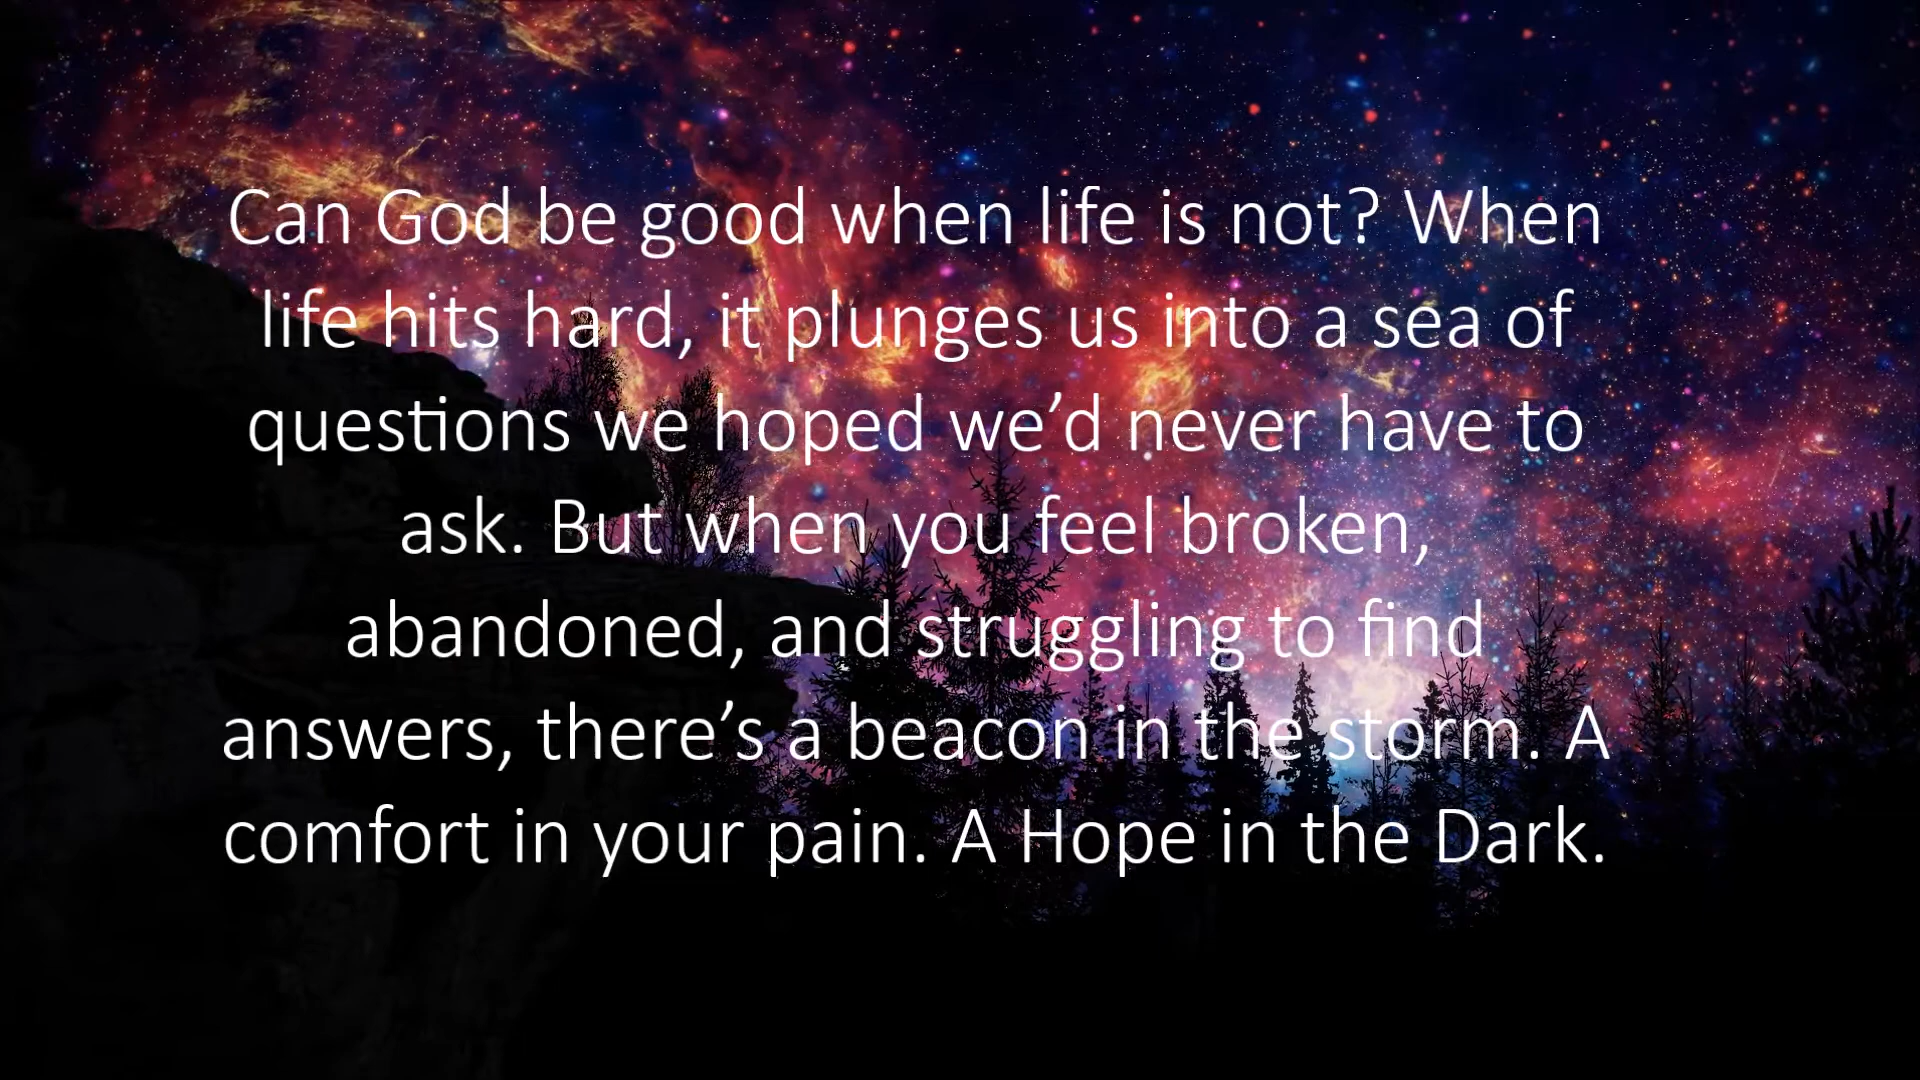 Can God be good when life is not? When
life hits hard, it plunges us into a sea of
questions we hoped we’d never have to
ask. But when you feel broken,
abandoned, and struggling to find
answers, there’s a beacon in the storm. A
comfort in your pain. A Hope in the Dark.